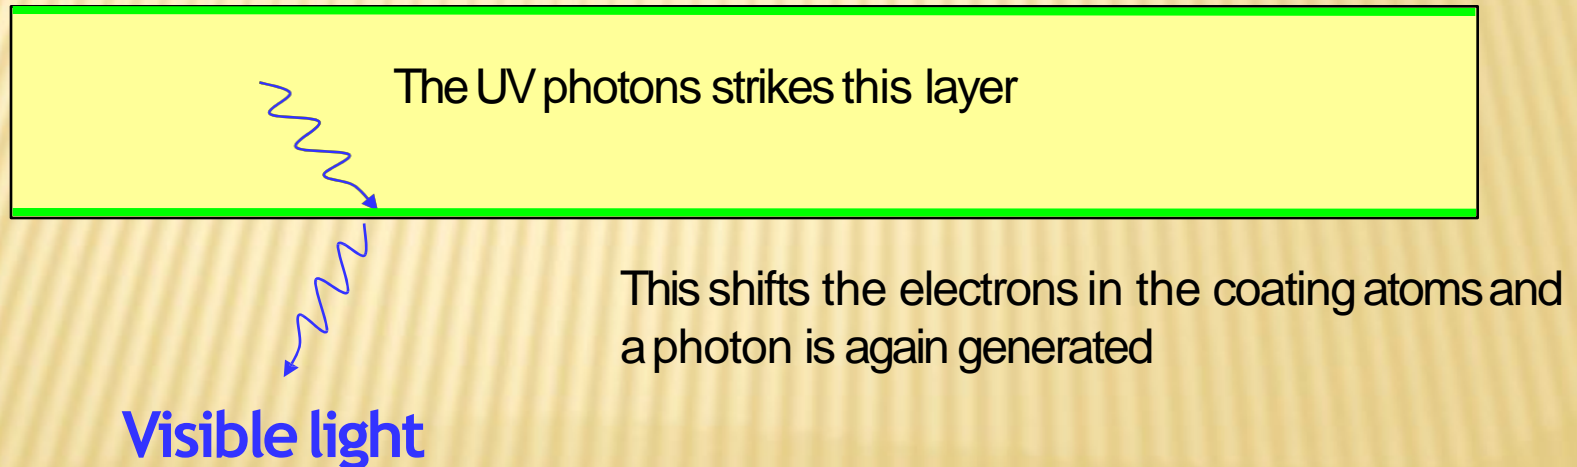 The UV photons strikes this layer
This shifts the electrons in the coating atoms and
a photon is again generated
Visible light